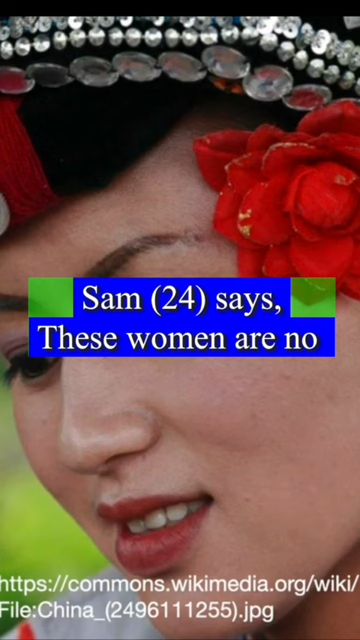 Sam (24) says,
These women are no
https://commons.wikimedia.org/wiki/
File:China_(2496111255).jpg